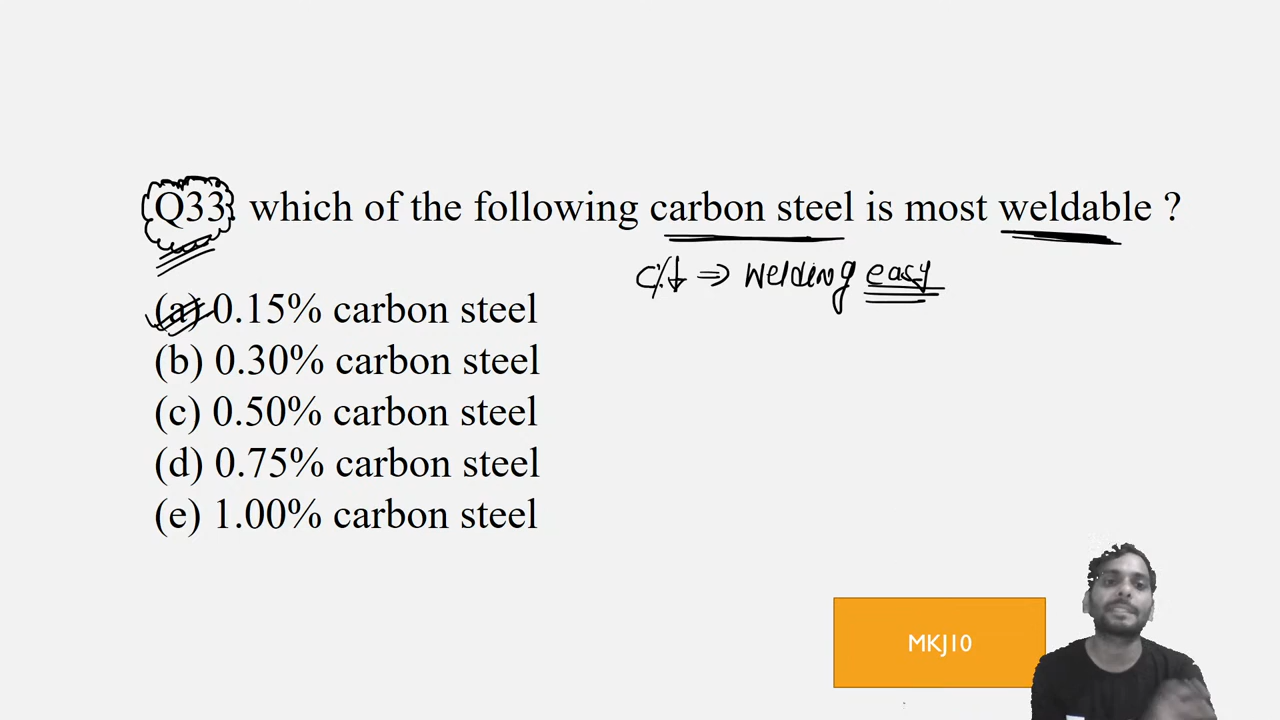 Q33. which of the following carbon steel is most weldable ?
C%↓ ⇒ Welding easy
(a) 0.15% carbon steel
(b) 0.30% carbon steel
(c) 0.50% carbon steel
(d) 0.75% carbon steel
(e) 1.00% carbon steel
MKJ10